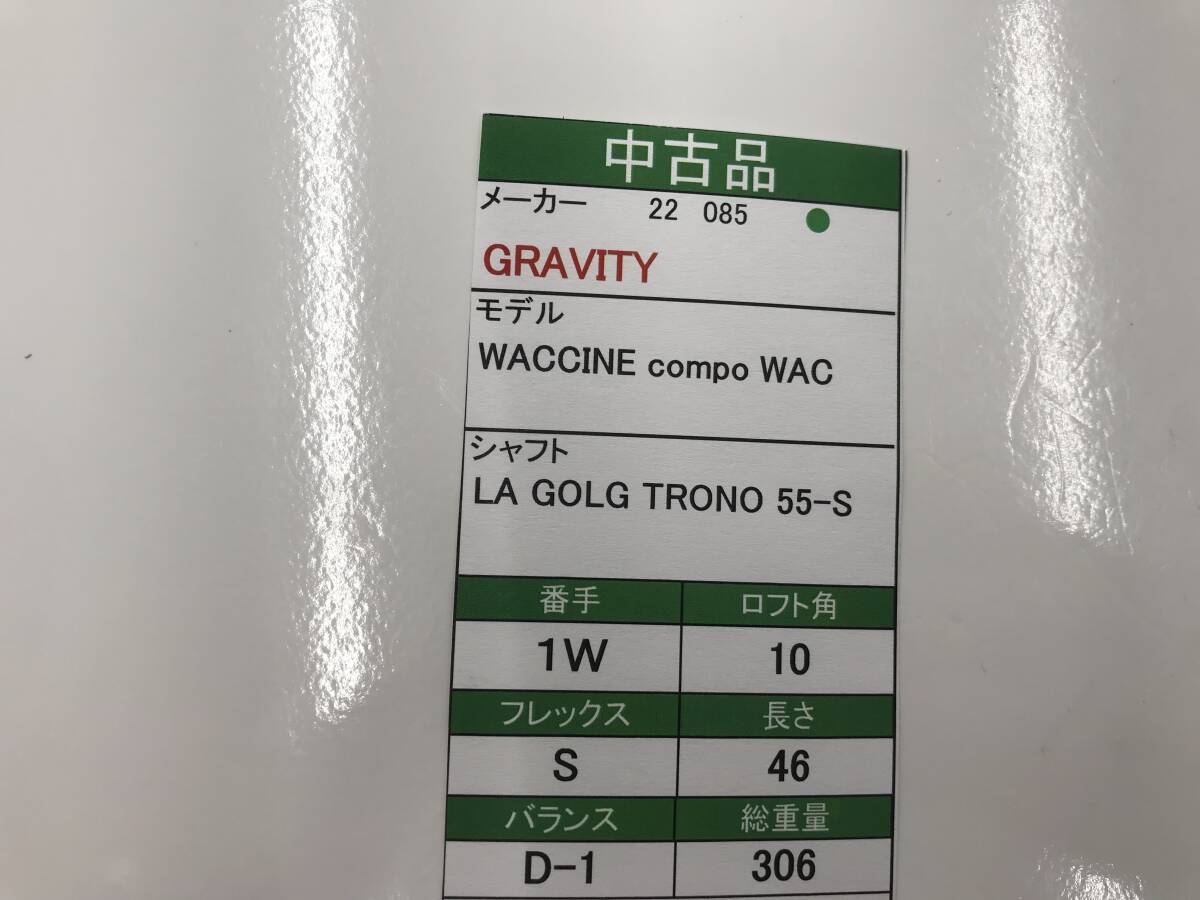 中古品
メーカー 22 085
GRAVITY
モデル
WACCINE compo WAC
シャフト
LA GOLG TRONO 55-S
番手 ロフト角
1W 10
フレックス 長さ
S 46
バランス 総重量
D-1 306